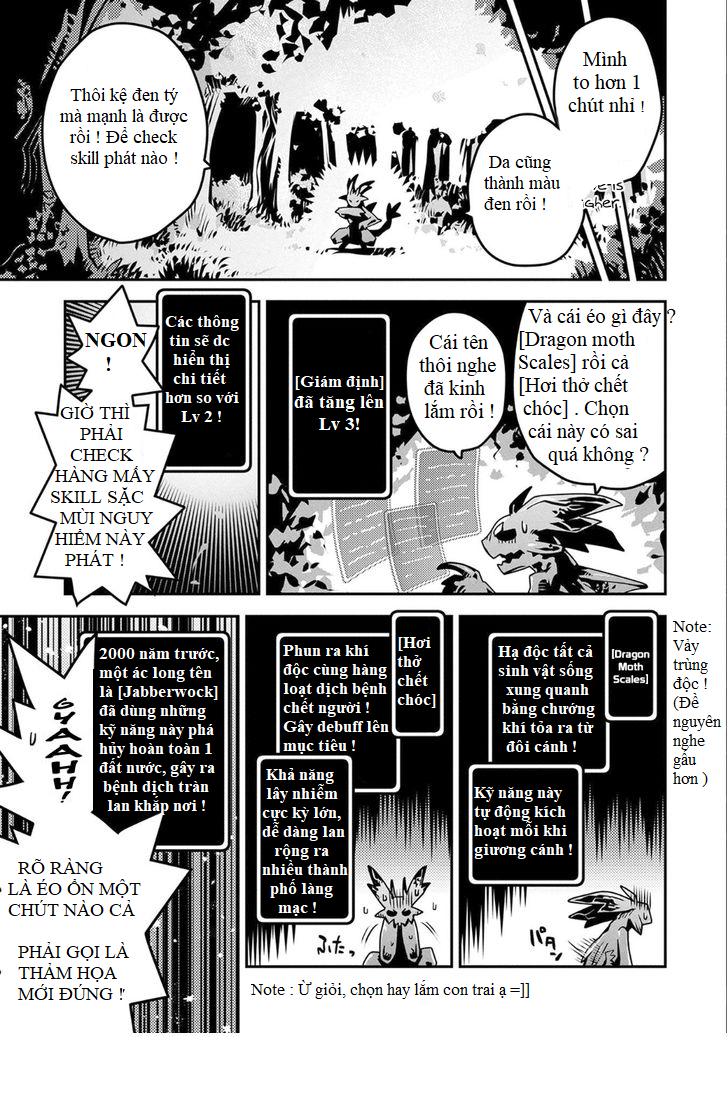 Mình
to hơn 1
chút nhỉ !
Da cũng
thành màu
đen rồi !
Thôi kệ đen tý
mà mạnh là được
rồi ! Để check
skill phát nào !
Và cái éo gì đây ?
[Dragon moth
Scales] rồi cả
[Hơi thở chết
chóc] . Chọn
cái này có sai
quá không ?
Cái tên
thôi nghe
đã kinh
lắm rồi !
[Giám định]
đã tăng lên
Lv 3!
Các thông
tin sẽ dc
hiển thị
chi tiết
hơn so với
Lv 2 !
NGON
!
GIỜ THÌ
PHẢI
CHECK
HÀNG MẤY
SKILL SẶC
MÙI NGUY
HIỂM NÀY
PHÁT !
Note:
Vảy
trùng
độc !
(Để
nguyên
nghe
gấu
hơn )
[Dragon
Moth
Scales]
Hạ độc tất cả
sinh vật sống
xung quanh
bằng chướng
khí tỏa ra từ
đôi cánh !
Kỹ năng này
tự động kích
hoạt mỗi khi
giương cánh !
パタン
[Hơi
thở
chết
chóc]
Phun ra khí
độc cùng hàng
loạt dịch bệnh
chết người !
Gây debuff lên
mục tiêu !
Khả năng
lây nhiễm
cực kỳ lớn,
dễ dàng lan
rộng ra
nhiều thành
phố làng
mạc !
ふたっ
2000 năm trước,
một ác long tên
là [Jabberwock]
đã dùng những
kỹ năng này phá
hủy hoàn toàn 1
đất nước, gây ra
bệnh dịch tràn
lan khắp nơi !
GYAAHH!
RÕ RÀNG
LÀ ÉO ỔN MỘT
CHÚT NÀO CẢ
PHẢI GỌI LÀ
THẢM HỌA
MỚI ĐÚNG !
Note : Ừ giỏi, chọn hay lắm con trai ạ =]]